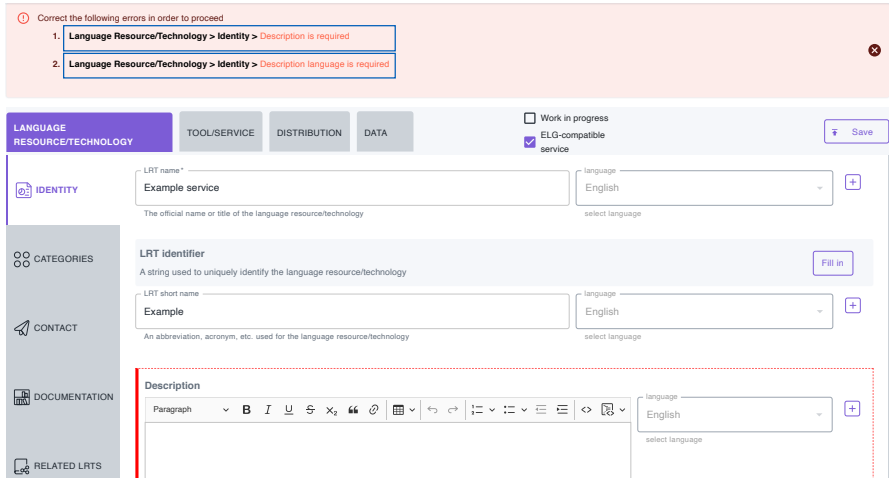 Correct the following errors in order to proceed
1. Language Resource/Technology > Identity > Description is required
2. Language Resource/Technology > Identity > Description language is required
LANGUAGE
RESOURCE/TECHNOLOGY
TOOL/SERVICE
DISTRIBUTION
DATA
Work in progress
ELG-compatible
service
Save
IDENTITY
CATEGORIES
CONTACT
DOCUMENTATION
RELATED LRTS
LRT name*
Example service
The official name or title of the language resource/technology
language
English
select language
LRT identifier
A string used to uniquely identify the language resource/technology
Fill in
LRT short name
Example
An abbreviation, acronym, etc. used for the language resource/technology
language
English
select language
Description
Paragraph
B I U S X₂
language
English
select language